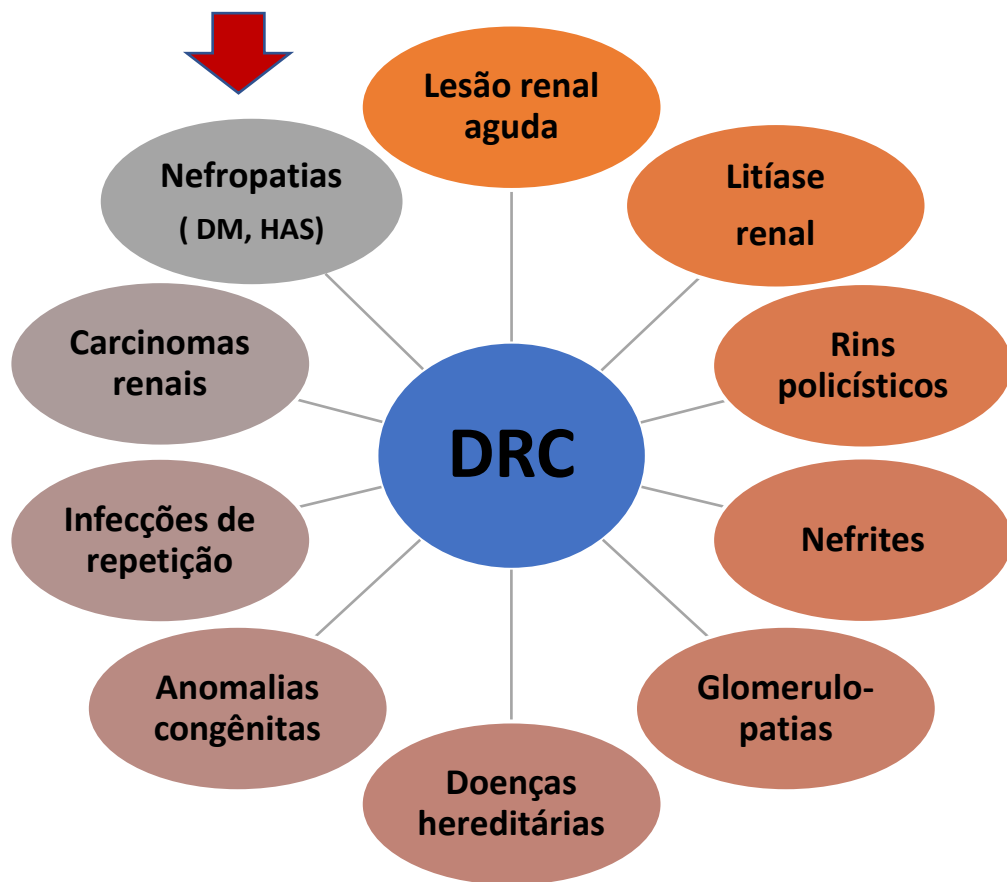 Lesão renal
aguda
Nefropatias
( DM, HAS)
Litíase
renal
Carcinomas
renais
Rins
policísticos
DRC
Infecções de
repetição
Nefrites
Anomalias
congênitas
Glomerulo-
patias
Doenças
hereditárias